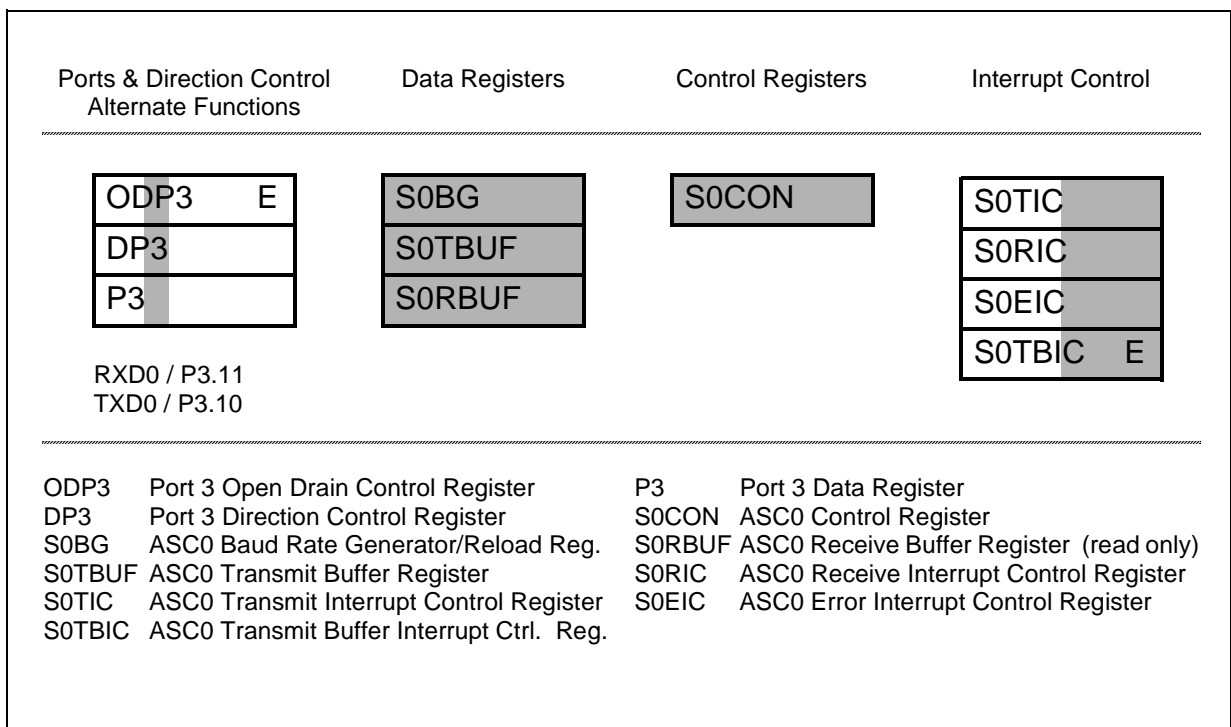 Ports & Direction Control
Alternate Functions
Data Registers
Control Registers
Interrupt Control
ODP3 E
DP3
P3
S0BG
S0TBUF
S0RBUF
S0CON
S0TIC
S0RIC
S0EIC
S0TBIC E
RXD0 / P3.11
TXD0 / P3.10
ODP3 Port 3 Open Drain Control Register
DP3 Port 3 Direction Control Register
S0BG ASC0 Baud Rate Generator/Reload Reg.
S0TBUF ASC0 Transmit Buffer Register
S0TIC ASC0 Transmit Interrupt Control Register
S0TBIC ASC0 Transmit Buffer Interrupt Ctrl. Reg.
P3 Port 3 Data Register
S0CON ASC0 Control Register
S0RBUF ASC0 Receive Buffer Register (read only)
S0RIC ASC0 Receive Interrupt Control Register
S0EIC ASC0 Error Interrupt Control Register